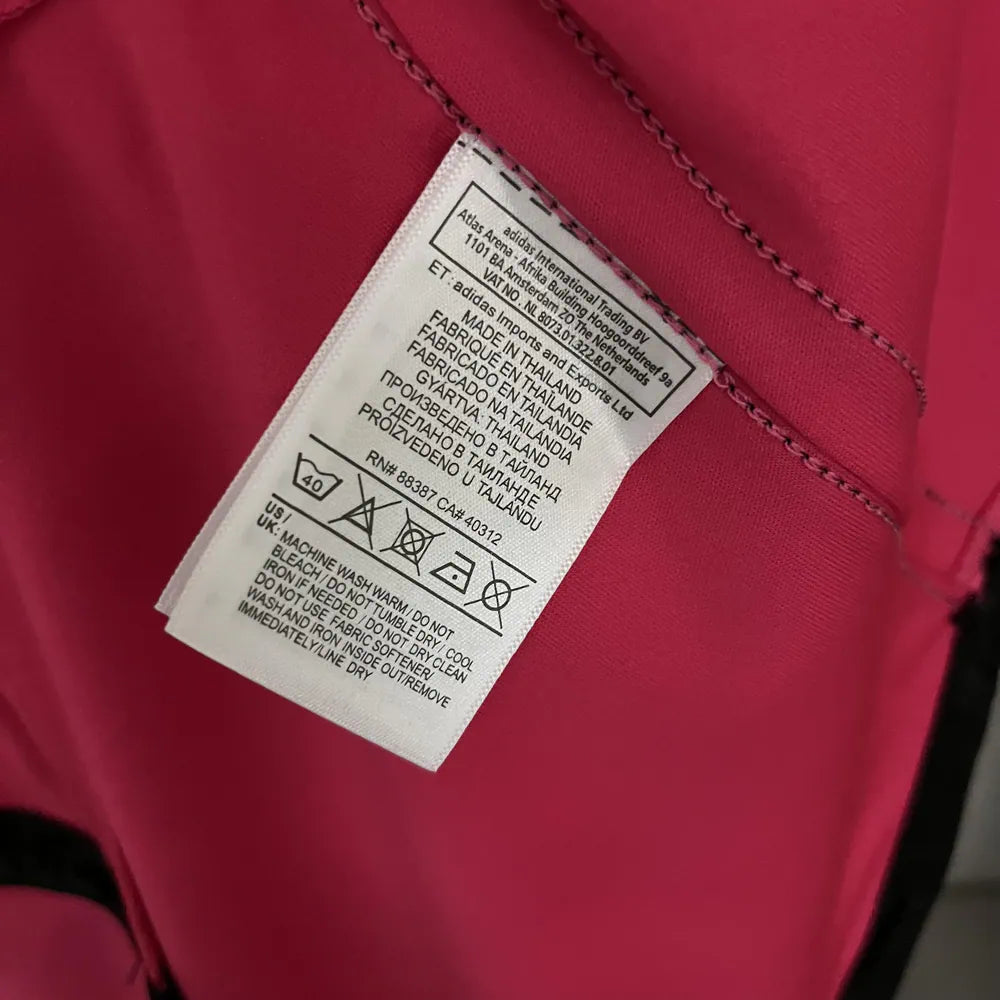 adidas International Trading BV
Atlas Arena - Afrika Building Hoogoorddreef 9a
1101 BA Amsterdam ZO The Netherlands
VAT NO. NL 8073.01.322.B.01
ET: adidas Imports and Exports Ltd
MADE IN THAILAND
FABRIQUÉ EN THAÏLANDE
FABRICADO EN TAILANDIA
FABRICADO NA TAILÂNDIA
GYÁRTVA: THAILAND
ПРОИЗВЕДЕНО В ТАЙЛАНД
СДЕЛАНО В ТАИЛАНДЕ
PROIZVEDENO U TAJLANDU
RN# 88387 CA# 40312
40
US /
UK: MACHINE WASH WARM / DO NOT
BLEACH / DO NOT TUMBLE DRY / COOL
IRON IF NEEDED / DO NOT DRY CLEAN
DO NOT USE FABRIC SOFTENER/
WASH AND IRON INSIDE OUT/REMOVE
IMMEDIATELY/LINE DRY